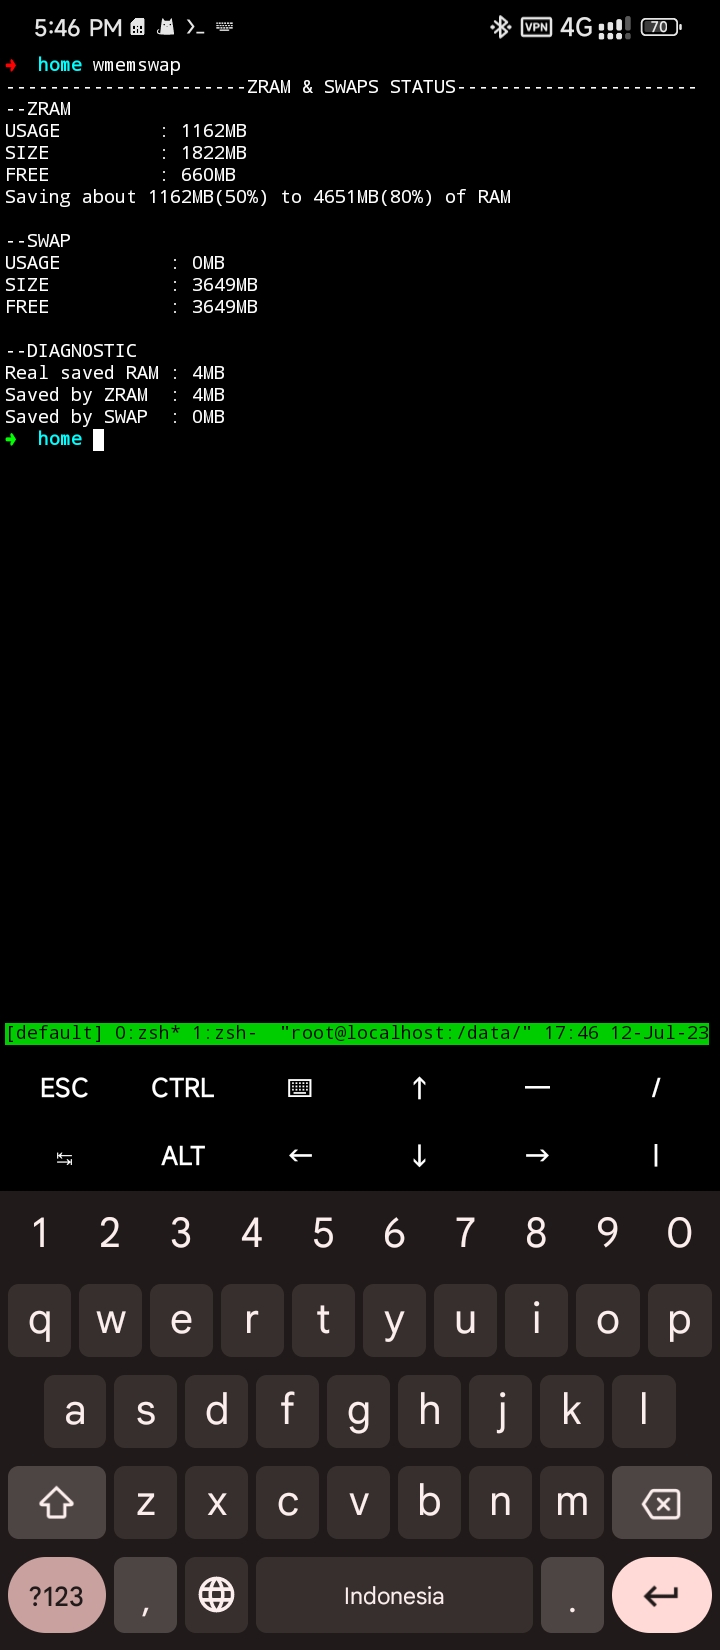 5:46 PM VPN 4G 70
➜  home wmemswap
----------------------ZRAM & SWAPS STATUS----------------------
--ZRAM
USAGE         : 1162MB
SIZE          : 1822MB
FREE          : 660MB
Saving about 1162MB(50%) to 4651MB(80%) of RAM
--SWAP
USAGE          : 0MB
SIZE           : 3649MB
FREE           : 3649MB
--DIAGNOSTIC
Real saved RAM : 4MB
Saved by ZRAM  : 4MB
Saved by SWAP  : 0MB
➜  home
[default] 0:zsh* 1:zsh-  "root@localhost:/data/" 17:46 12-Jul-23
ESC CTRL ↑ — /
ALT ← ↓ → |
1 2 3 4 5 6 7 8 9 0
q w e r t y u i o p
a s d f g h j k l
z x c v b n m
?123 , Indonesia .